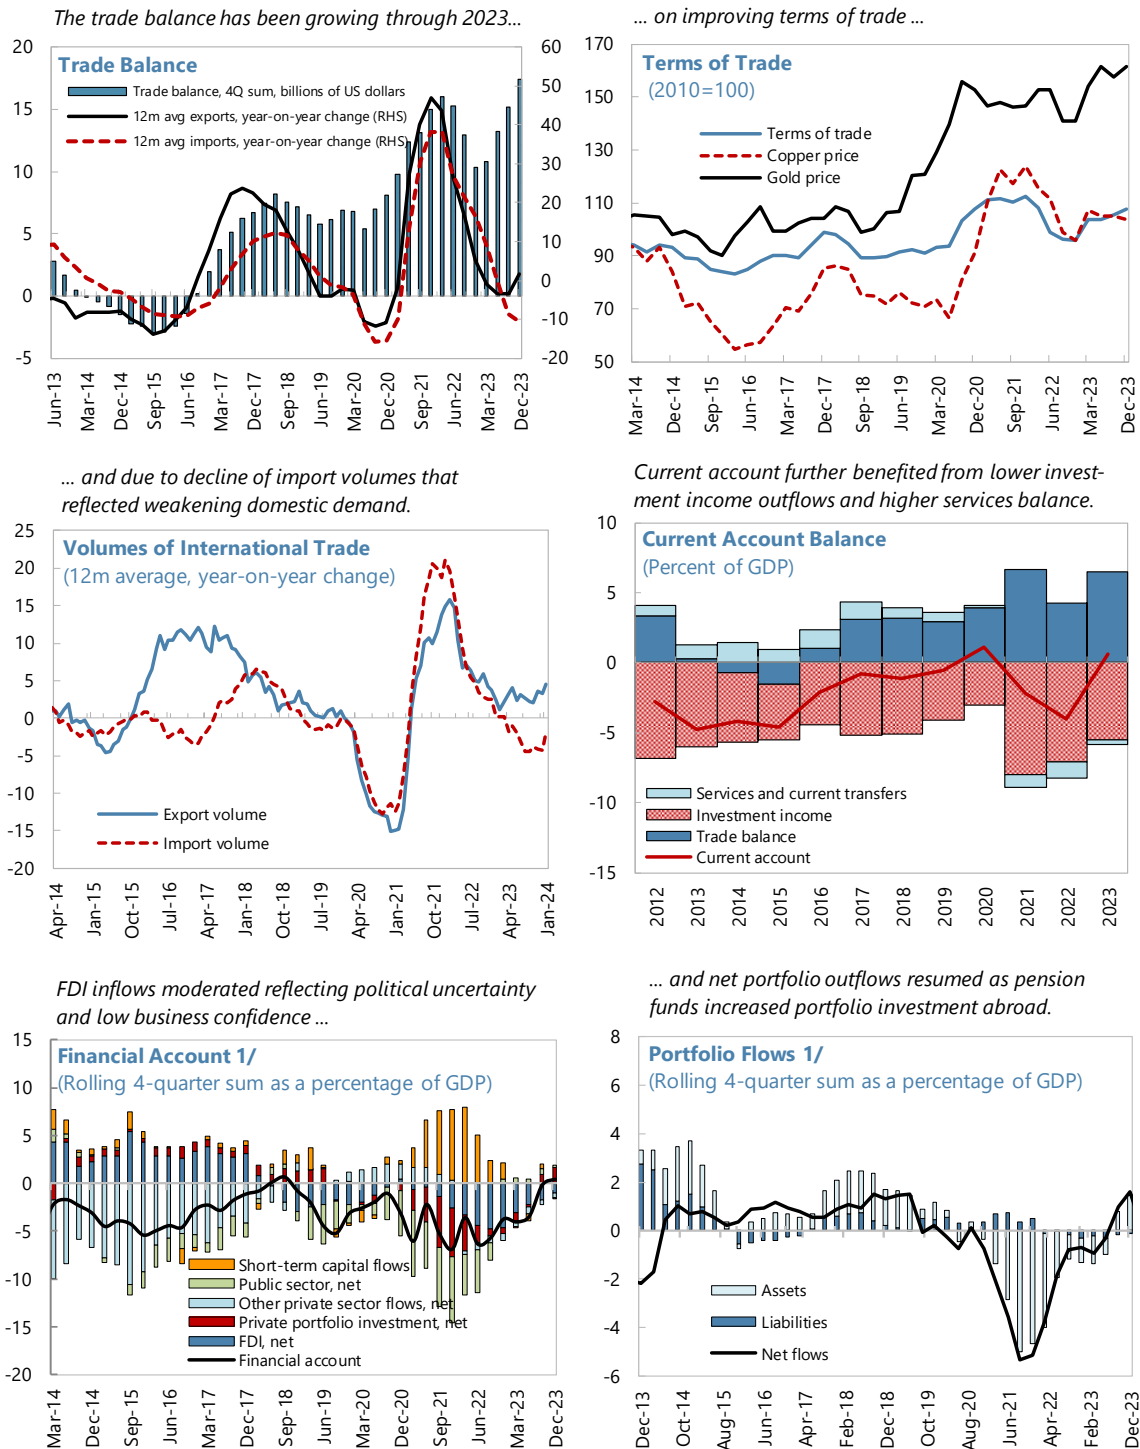 The trade balance has been growing through 2023...
Trade Balance
Trade balance, 4Q sum, billions of US dollars
12m avg exports, year-on-year change (RHS)
12m avg imports, year-on-year change (RHS)
20
15
10
5
0
-5
60
50
40
30
20
10
0
-10
-20
Jun-13
Mar-14
Dec-14
Sep-15
Jun-16
Mar-17
Dec-17
Sep-18
Jun-19
Mar-20
Dec-20
Sep-21
Jun-22
Mar-23
Dec-23
... on improving terms of trade ...
Terms of Trade
(2010=100)
Terms of trade
Copper price
Gold price
170
150
130
110
90
70
50
Mar-14
Dec-14
Sep-15
Jun-16
Mar-17
Dec-17
Sep-18
Jun-19
Mar-20
Dec-20
Sep-21
Jun-22
Mar-23
Dec-23
... and due to decline of import volumes that
reflected weakening domestic demand.
Volumes of International Trade
(12m average, year-on-year change)
Export volume
Import volume
25
20
15
10
5
0
-5
-10
-15
-20
Apr-14
Jan-15
Oct-15
Jul-16
Apr-17
Jan-18
Oct-18
Jul-19
Apr-20
Jan-21
Oct-21
Jul-22
Apr-23
Jan-24
Current account further benefited from lower invest-
ment income outflows and higher services balance.
Current Account Balance
(Percent of GDP)
Services and current transfers
Investment income
Trade balance
Current account
10
5
0
-5
-10
-15
2012
2013
2014
2015
2016
2017
2018
2019
2020
2021
2022
2023
FDI inflows moderated reflecting political uncertainty
and low business confidence ...
Financial Account 1/
(Rolling 4-quarter sum as a percentage of GDP)
Short-term capital flows
Public sector, net
Other private sector flows, net
Private portfolio investment, net
FDI, net
Financial account
15
10
5
0
-5
-10
-15
-20
Mar-14
Dec-14
Sep-15
Jun-16
Mar-17
Dec-17
Sep-18
Jun-19
Mar-20
Dec-20
Sep-21
Jun-22
Mar-23
Dec-23
... and net portfolio outflows resumed as pension
funds increased portfolio investment abroad.
Portfolio Flows 1/
(Rolling 4-quarter sum as a percentage of GDP)
Assets
Liabilities
Net flows
8
6
4
2
0
-2
-4
-6
Dec-13
Oct-14
Aug-15
Jun-16
Apr-17
Feb-18
Dec-18
Oct-19
Aug-20
Jun-21
Apr-22
Feb-23
Dec-23